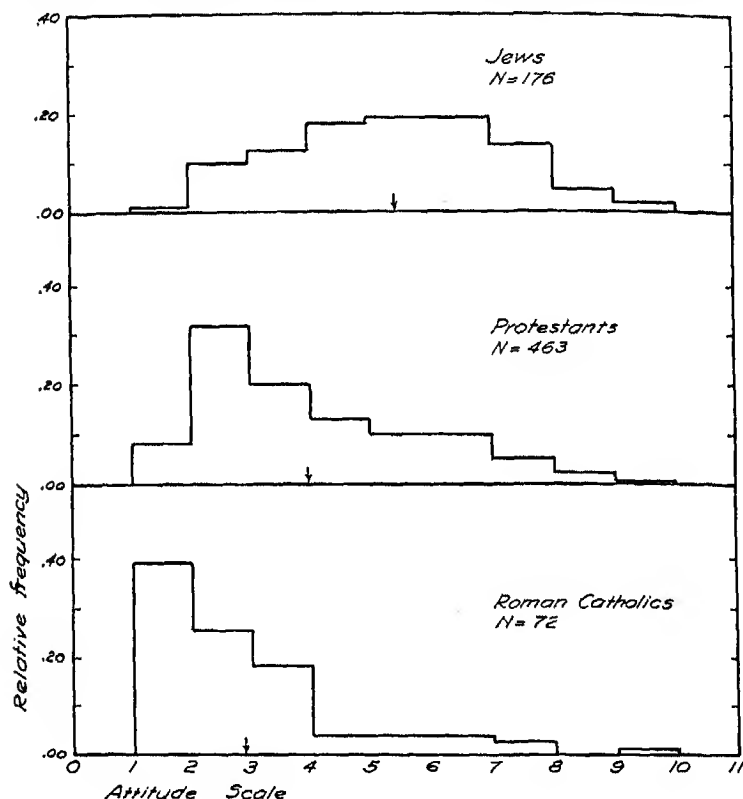 .40
Jews
N=176
.20
.00
.40
Protestants
N=463
.20
.00
.40
Roman Catholics
N=72
.20
.00
Relative frequency
0 1 2 3 4 5 6 7 8 9 10 11
Attitude Scale